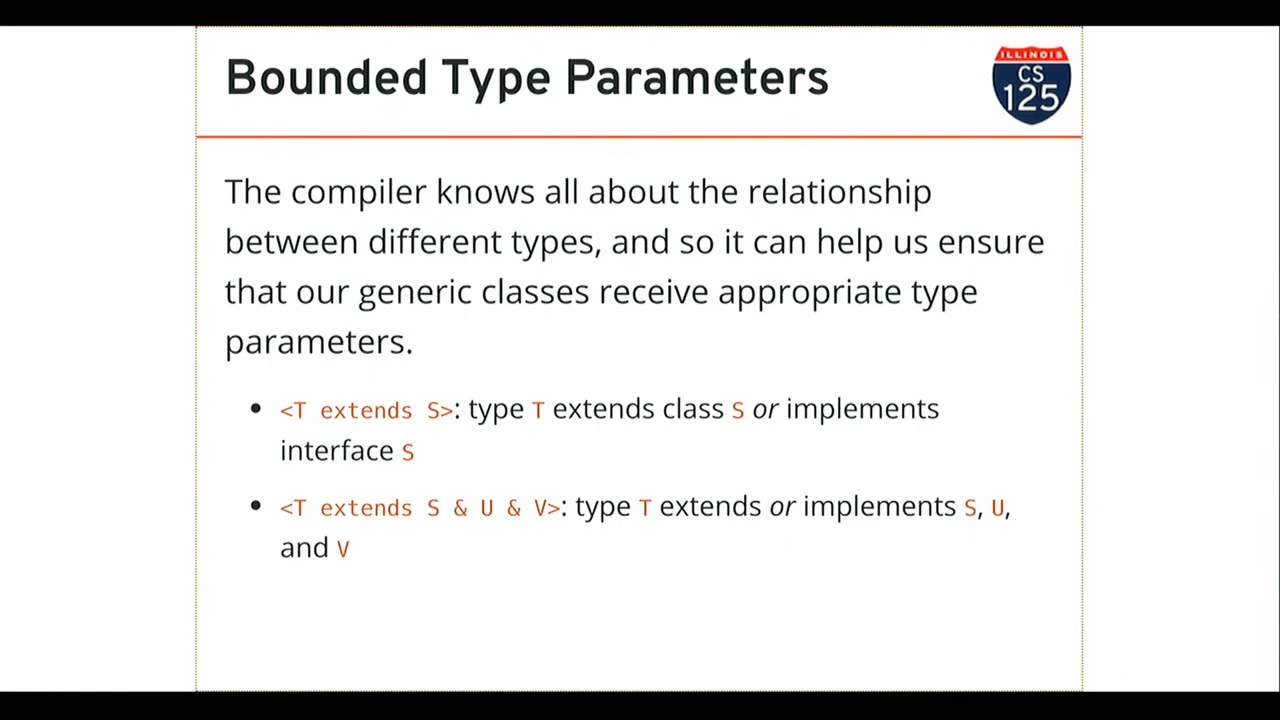 Bounded Type Parameters
ILLINOIS
CS
125
The compiler knows all about the relationship
between different types, and so it can help us ensure
that our generic classes receive appropriate type
parameters.
• <T extends S>: type T extends class S or implements
interface S
• <T extends S & U & V>: type T extends or implements S, U,
and V